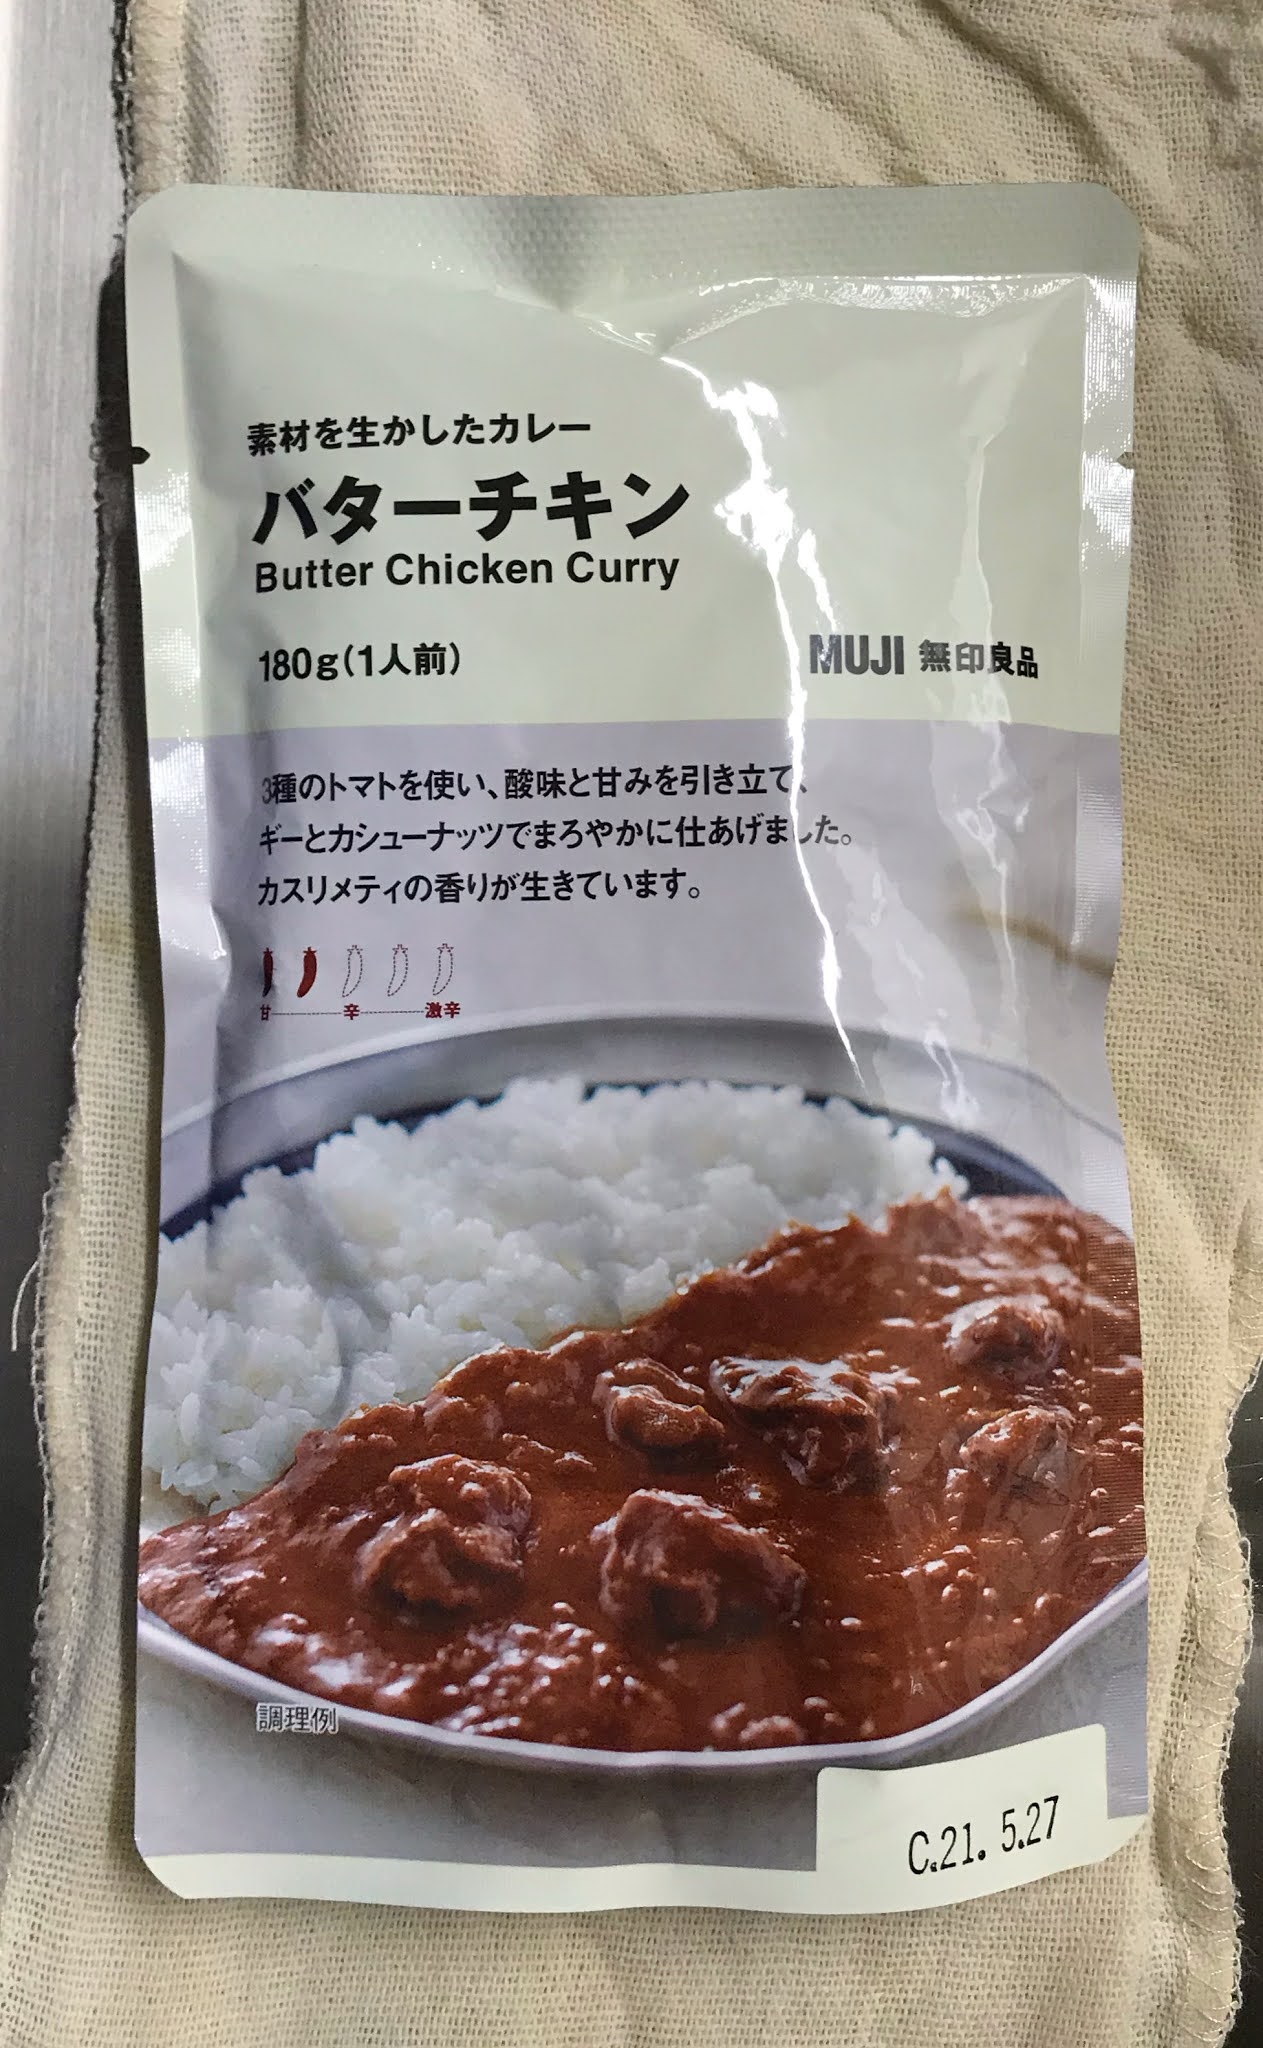 素材を生かしたカレー
バターチキン
Butter Chicken Curry
180g(1人前)
MUJI 無印良品
3種のトマトを使い、酸味と甘みを引き立て、
ギーとカシューナッツでまろやかに仕あげました。
カスリメティの香りが生きています。
甘 辛 激辛
調理例
C.21. 5.27